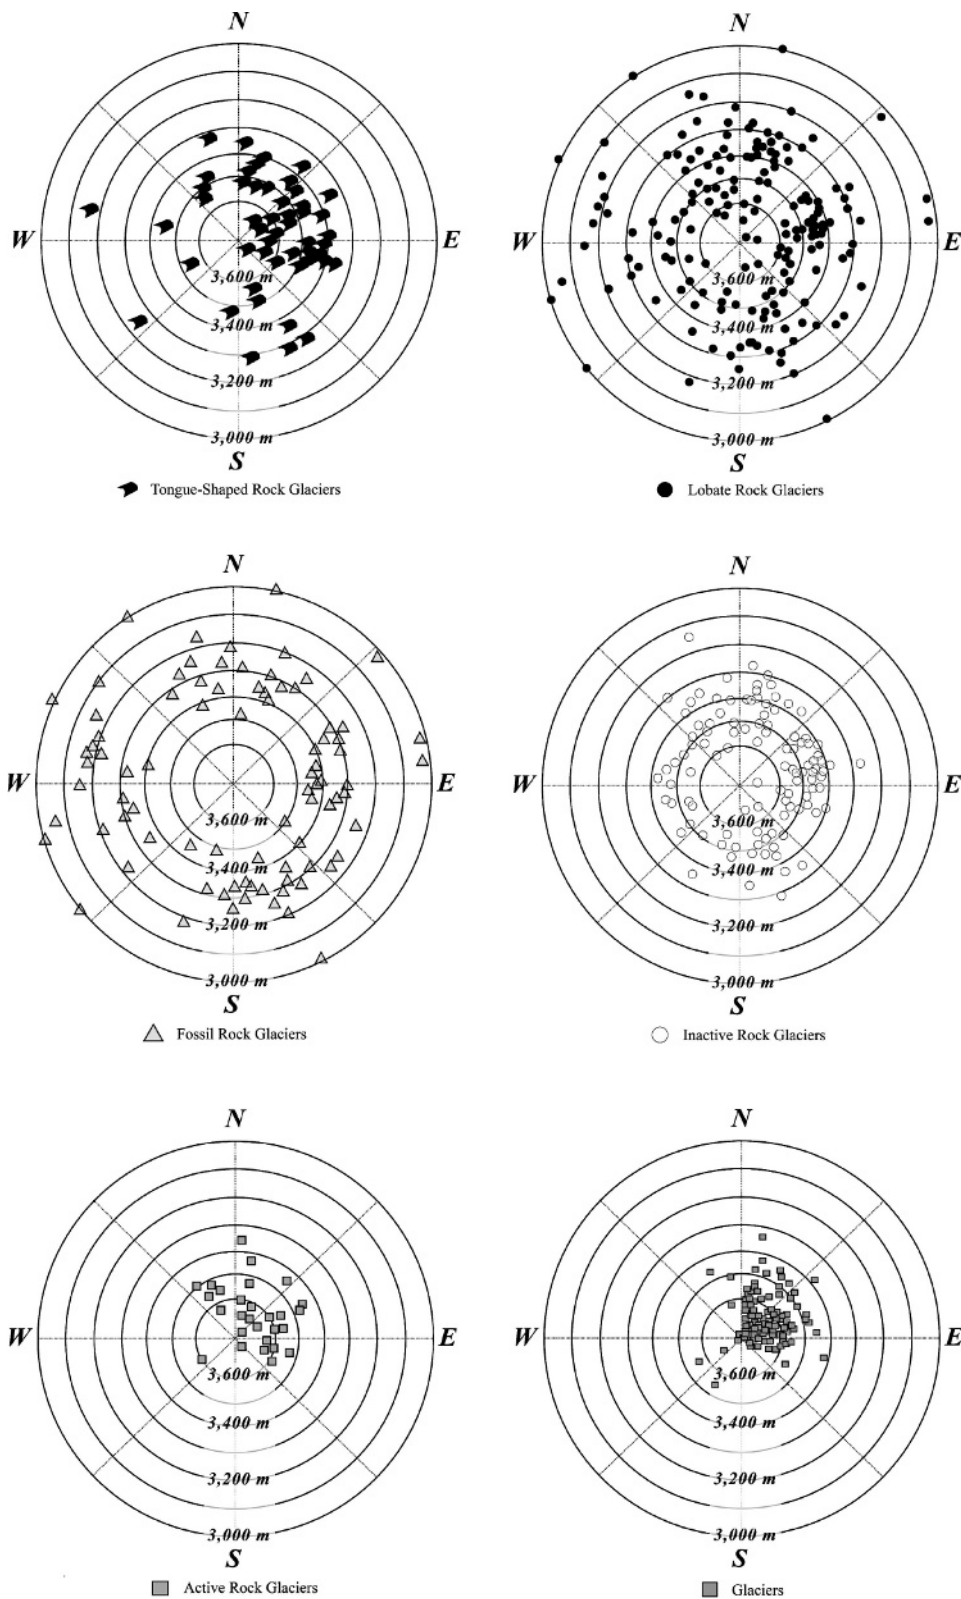 N
N
W
E
W
E
3,600 m
3,600 m
3,400 m
3,400 m
3,200 m
3,200 m
3,000 m
3,000 m
S
S
Tongue-Shaped Rock Glaciers
Lobate Rock Glaciers
N
N
W
E
W
E
3,600 m
3,600 m
3,400 m
3,400 m
3,200 m
3,200 m
3,000 m
3,000 m
S
S
Fossil Rock Glaciers
Inactive Rock Glaciers
N
N
W
E
W
E
3,600 m
3,600 m
3,400 m
3,400 m
3,200 m
3,200 m
3,000 m
3,000 m
S
S
Active Rock Glaciers
Glaciers